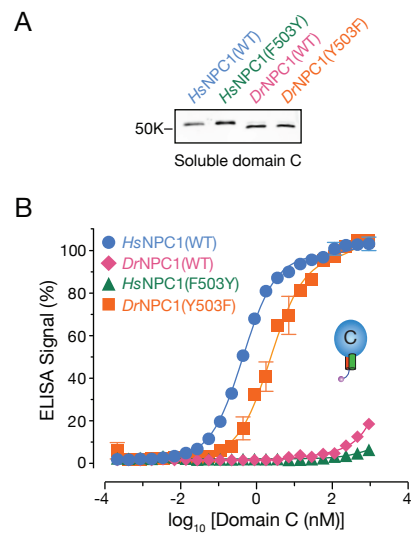 A
HsNPC1(WT)
HsNPC1(F503Y)
DrNPC1(WT)
DrNPC1(Y503F)
50K–
Soluble domain C
B
HsNPC1(WT)
DrNPC1(WT)
HsNPC1(F503Y)
DrNPC1(Y503F)
ELISA Signal (%)
100
80
60
40
20
0
C
-4 -2 0 2 4
log10 [Domain C (nM)]